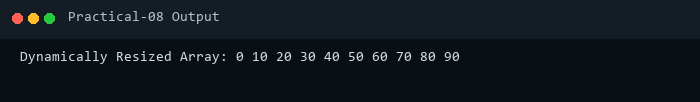 Practical-08 Output
Dynamically Resized Array: 0 10 20 30 40 50 60 70 80 90